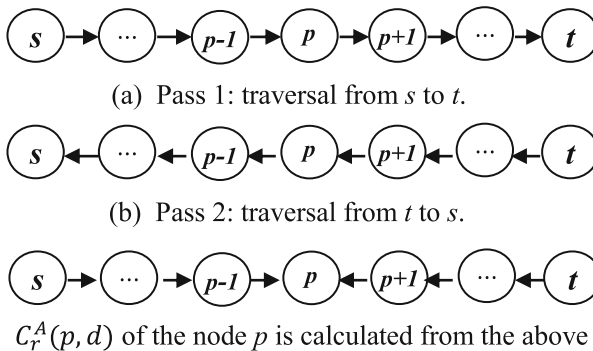 s ... p-1 p p+1 ... t
(a) Pass 1: traversal from s to t.
s ... p-1 p p+1 ... t
(b) Pass 2: traversal from t to s.
s ... p-1 p p+1 ... t
C_r^A(p, d) of the node p is calculated from the above